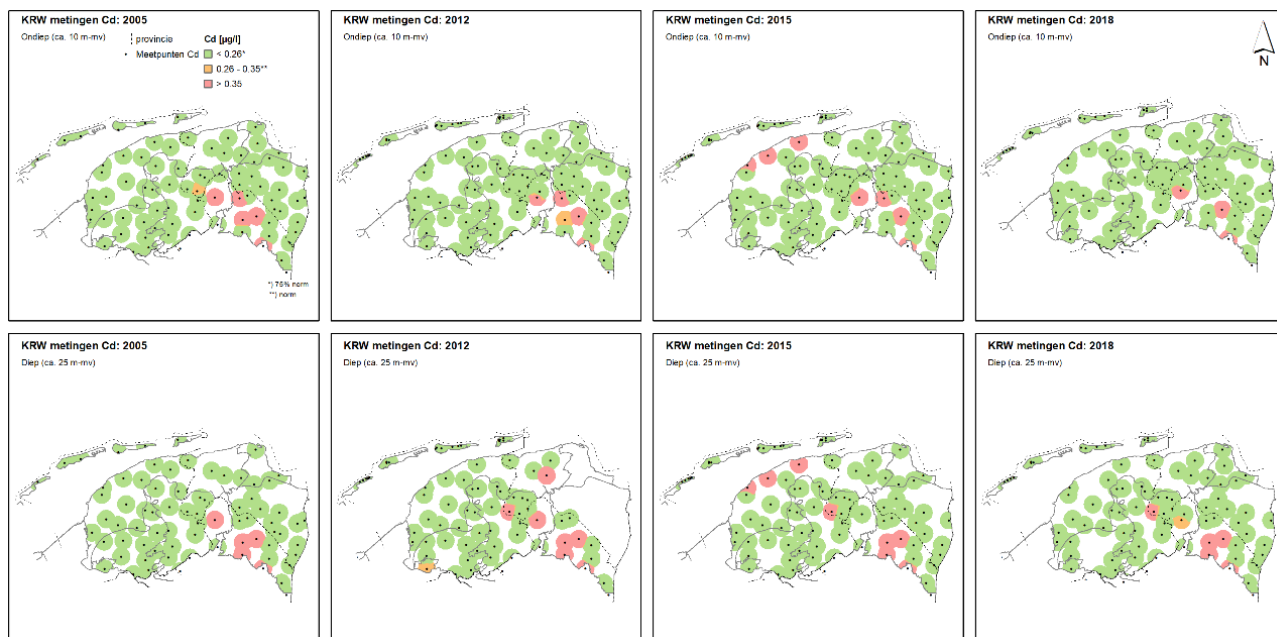 KRW metingen Cd: 2005
Ondiep (ca. 10 m-mv)
provincie
Meetpunten Cd
Cd [µg/l]
< 0.26*
0.26 - 0.35**
> 0.35
*) 75% norm
**) norm
KRW metingen Cd: 2012
Ondiep (ca. 10 m-mv)
KRW metingen Cd: 2015
Ondiep (ca. 10 m-mv)
KRW metingen Cd: 2018
Ondiep (ca. 10 m-mv)
N
KRW metingen Cd: 2005
Diep (ca. 25 m-mv)
KRW metingen Cd: 2012
Diep (ca. 25 m-mv)
KRW metingen Cd: 2015
Diep (ca. 25 m-mv)
KRW metingen Cd: 2018
Diep (ca. 25 m-mv)